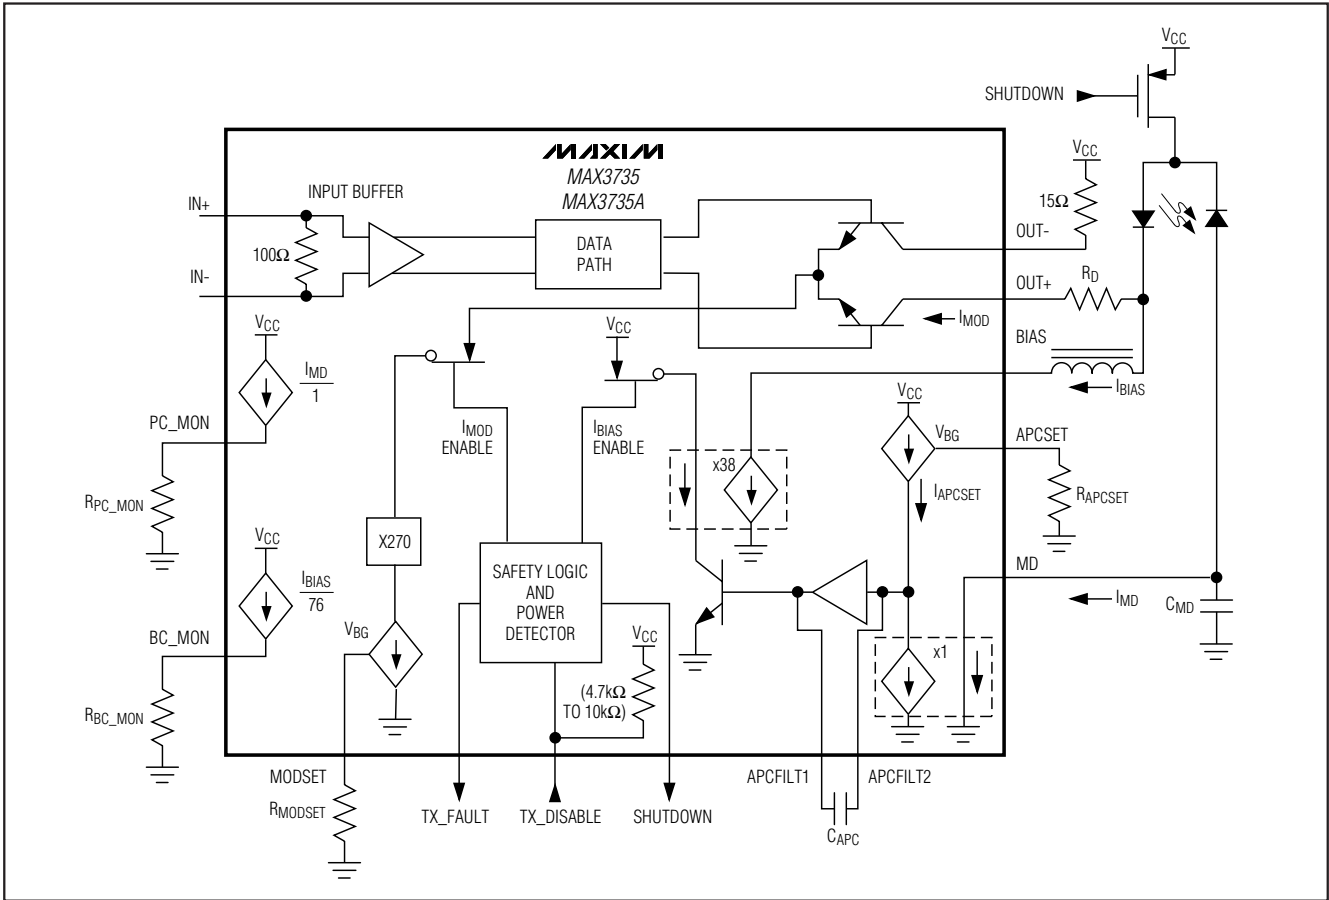 V_CC
SHUTDOWN
MAXIM
MAX3735
MAX3735A
V_CC
15Ω
INPUT BUFFER
IN+
100Ω
IN-
DATA
PATH
OUT-
OUT+
R_D
I_MOD
BIAS
I_BIAS
V_CC
I_MD
1
PC_MON
R_PC_MON
V_CC
I_MOD
ENABLE
I_BIAS
ENABLE
x38
V_CC
V_BG
APCSET
I_APCSET
R_APCSET
X270
V_CC
I_BIAS
76
BC_MON
R_BC_MON
V_BG
SAFETY LOGIC
AND
POWER
DETECTOR
V_CC
(4.7kΩ
TO 10kΩ)
MD
I_MD
C_MD
x1
MODSET
R_MODSET
TX_FAULT
TX_DISABLE
SHUTDOWN
APCFILT1
APCFILT2
C_APC